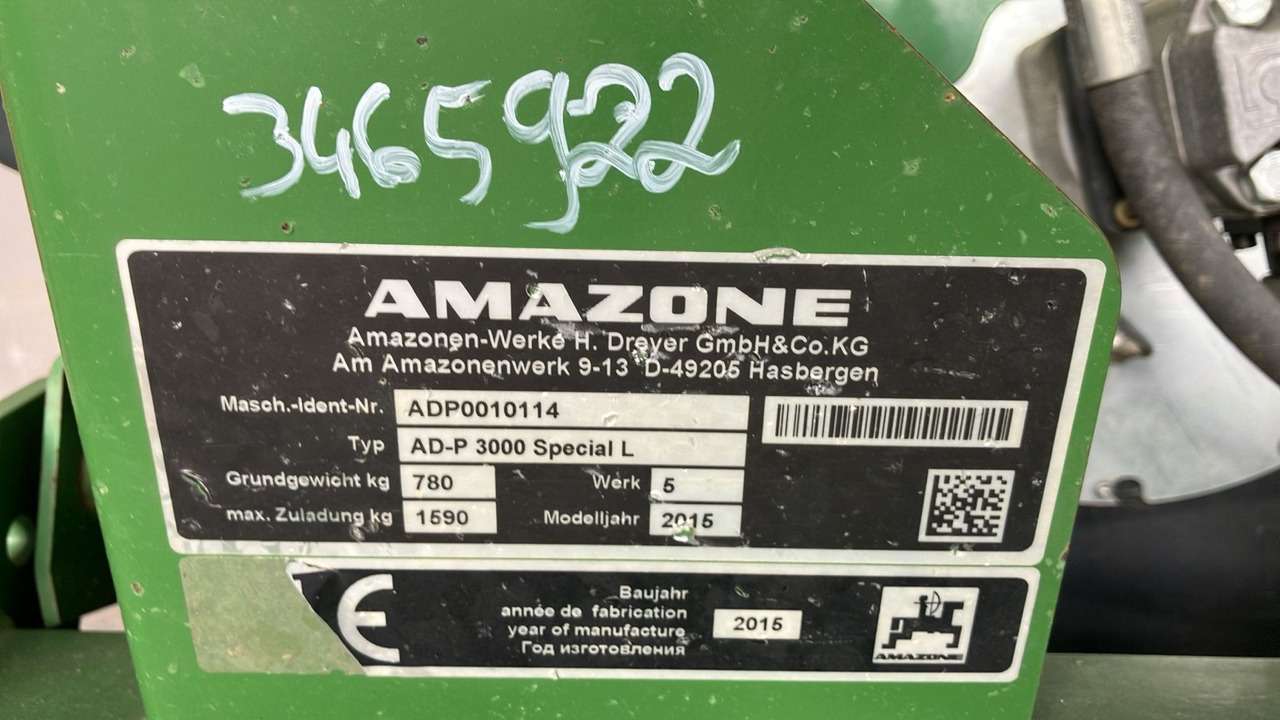 3465922
AMAZONE
Amazonen-Werke H. Dreyer GmbH&Co.KG
Am Amazonenwerk 9-13 D-49205 Hasbergen
Masch.-Ident-Nr. ADP0010114
Typ AD-P 3000 Special L
Grundgewicht kg 780 Werk 5
max. Zuladung kg 1590 Modelljahr 2015
CE
Baujahr
année de fabrication
year of manufacture 2015
Год изготовления
AMAZONE